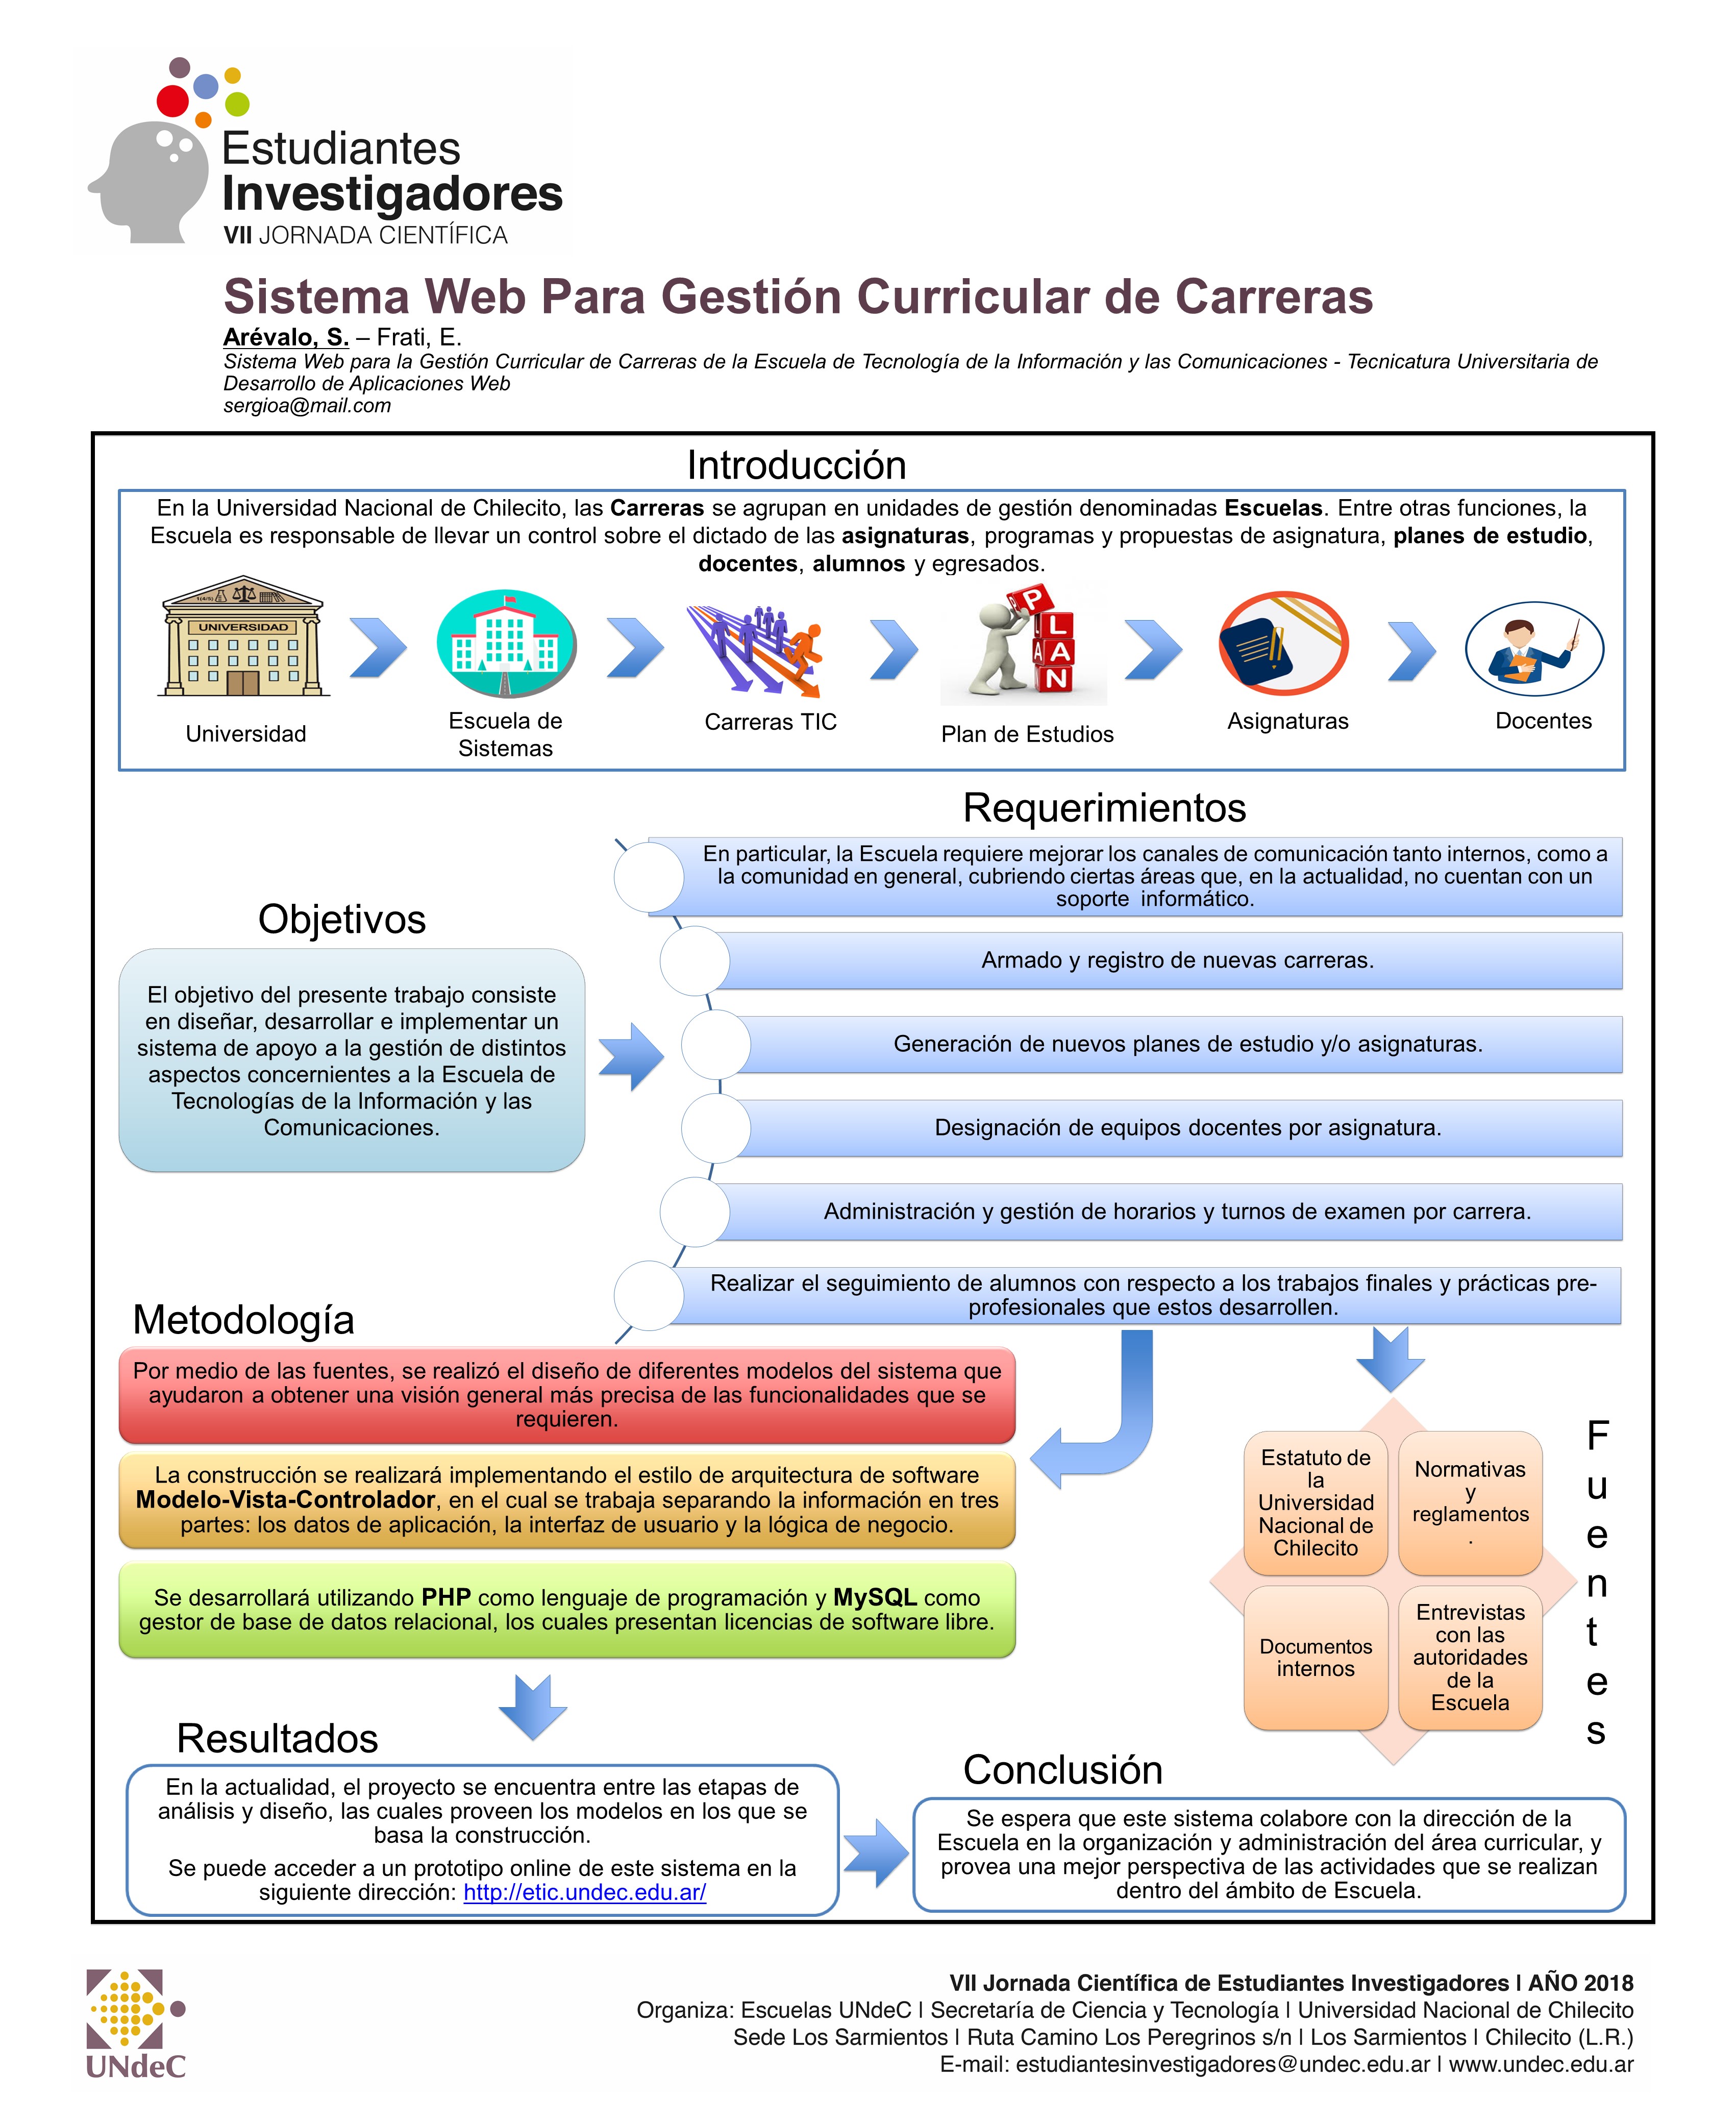 Estudiantes
Investigadores
VII JORNADA CIENTÍFICA
Sistema Web Para Gestión Curricular de Carreras
Arévalo, S. – Frati, E.
Sistema Web para la Gestión Curricular de Carreras de la Escuela de Tecnología de la Información y las Comunicaciones - Tecnicatura Universitaria de
Desarrollo de Aplicaciones Web
sergioa@mail.com
Introducción
En la Universidad Nacional de Chilecito, las Carreras se agrupan en unidades de gestión denominadas Escuelas. Entre otras funciones, la
Escuela es responsable de llevar un control sobre el dictado de las asignaturas, programas y propuestas de asignatura, planes de estudio,
docentes, alumnos y egresados.
UNIVERSIDAD
P
L
A A
N
Universidad
Escuela de
Sistemas
Carreras TIC
Plan de Estudios
Asignaturas
Docentes
Requerimientos
En particular, la Escuela requiere mejorar los canales de comunicación tanto internos, como a
la comunidad en general, cubriendo ciertas áreas que, en la actualidad, no cuentan con un
soporte informático.
Armado y registro de nuevas carreras.
Generación de nuevos planes de estudio y/o asignaturas.
Designación de equipos docentes por asignatura.
Administración y gestión de horarios y turnos de examen por carrera.
Realizar el seguimiento de alumnos con respecto a los trabajos finales y prácticas pre-
profesionales que estos desarrollen.
Objetivos
El objetivo del presente trabajo consiste
en diseñar, desarrollar e implementar un
sistema de apoyo a la gestión de distintos
aspectos concernientes a la Escuela de
Tecnologías de la Información y las
Comunicaciones.
Metodología
Por medio de las fuentes, se realizó el diseño de diferentes modelos del sistema que
ayudaron a obtener una visión general más precisa de las funcionalidades que se
requieren.
La construcción se realizará implementando el estilo de arquitectura de software
Modelo-Vista-Controlador, en el cual se trabaja separando la información en tres
partes: los datos de aplicación, la interfaz de usuario y la lógica de negocio.
Se desarrollará utilizando PHP como lenguaje de programación y MySQL como
gestor de base de datos relacional, los cuales presentan licencias de software libre.
Fuentes
Estatuto de
la
Universidad
Nacional de
Chilecito
Normativas
y
reglamentos
.
Documentos
internos
Entrevistas
con las
autoridades
de la
Escuela
Resultados
En la actualidad, el proyecto se encuentra entre las etapas de
análisis y diseño, las cuales proveen los modelos en los que se
basa la construcción.
Se puede acceder a un prototipo online de este sistema en la
siguiente dirección: http://etic.undec.edu.ar/
Conclusión
Se espera que este sistema colabore con la dirección de la
Escuela en la organización y administración del área curricular, y
provea una mejor perspectiva de las actividades que se realizan
dentro del ámbito de Escuela.
UNdeC
VII Jornada Científica de Estudiantes Investigadores | AÑO 2018
Organiza: Escuelas UNdeC | Secretaría de Ciencia y Tecnología | Universidad Nacional de Chilecito
Sede Los Sarmientos | Ruta Camino Los Peregrinos s/n | Los Sarmientos | Chilecito (L.R.)
E-mail: estudiantesinvestigadores@undec.edu.ar | www.undec.edu.ar